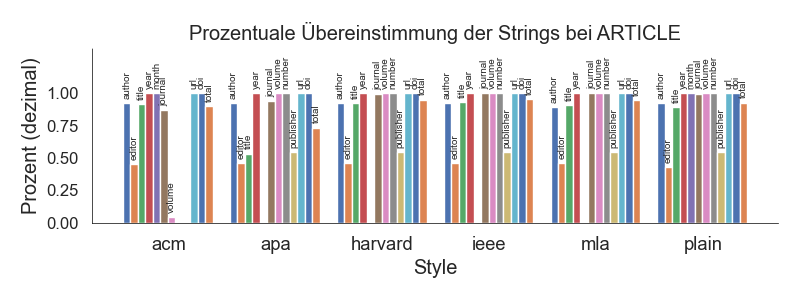 Prozentuale Übereinstimmung der Strings bei ARTICLE
Prozent (dezimal)
1.00
0.75
0.50
0.25
0.00
author
editor
title
year
month
journal
volume
url
doi
total
author
editor
title
year
journal
volume
number
publisher
url
doi
total
author
editor
title
year
journal
volume
number
publisher
url
doi
total
author
editor
title
year
journal
volume
number
publisher
url
doi
total
author
editor
title
year
journal
volume
number
publisher
url
doi
total
author
editor
title
year
month
journal
volume
number
publisher
url
doi
total
acm apa harvard ieee mla plain
Style